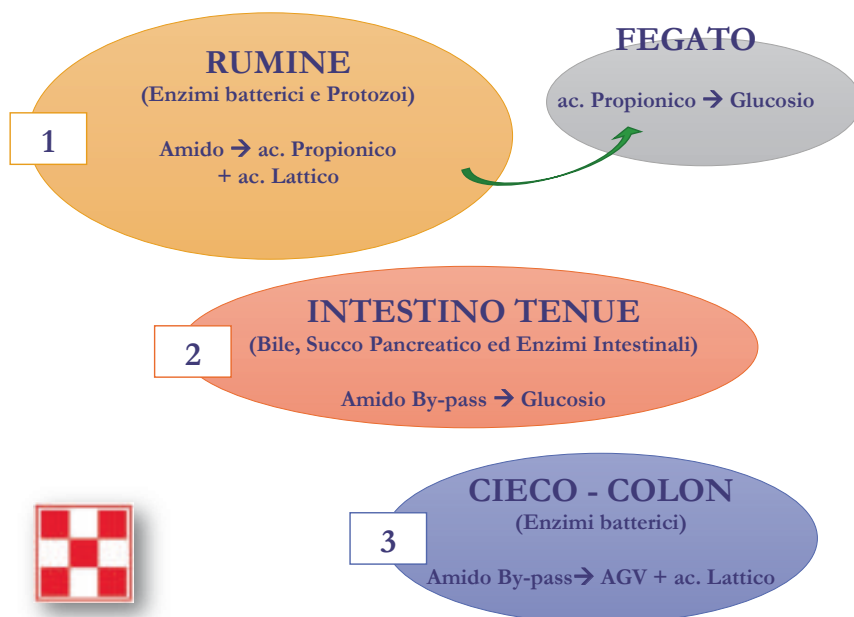 RUMINE
(Enzimi batterici e Protozoi)
1
Amido → ac. Propionico
+ ac. Lattico
FEGATO
ac. Propionico → Glucosio
INTESTINO TENUE
(Bile, Succo Pancreatico ed Enzimi Intestinali)
2
Amido By-pass → Glucosio
CIECO - COLON
(Enzimi batterici)
3
Amido By-pass→ AGV + ac. Lattico